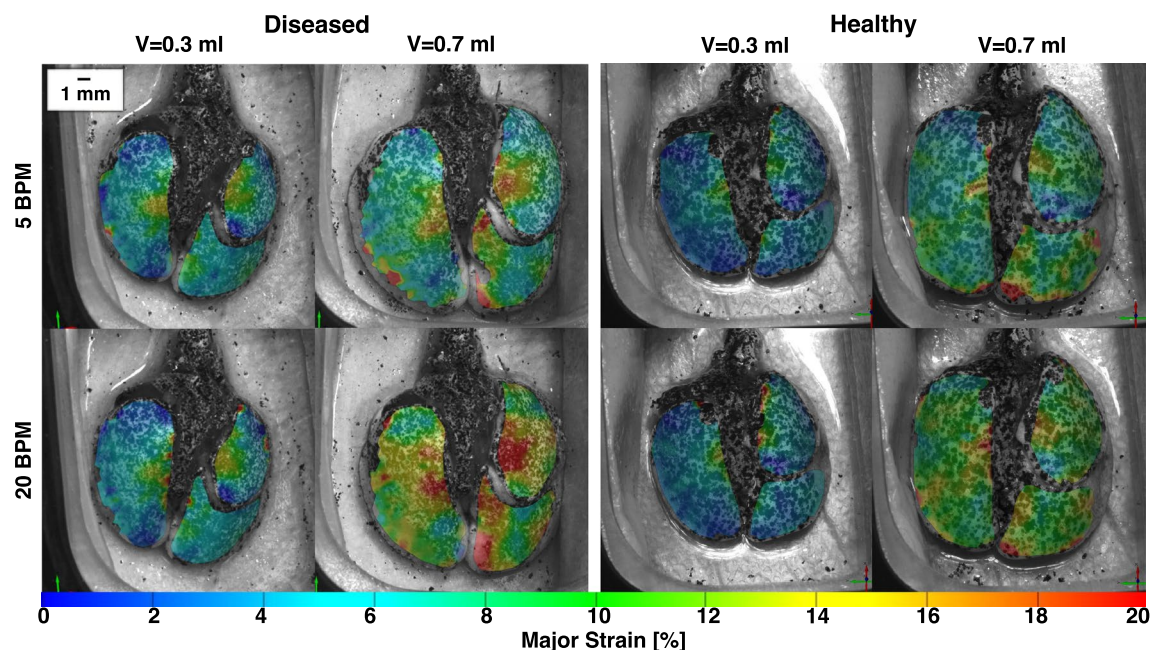 Diseased
Healthy
V=0.3 ml
V=0.7 ml
V=0.3 ml
V=0.7 ml
1 mm
5 BPM
20 BPM
0 2 4 6 8 10 12 14 16 18 20
Major Strain [%]